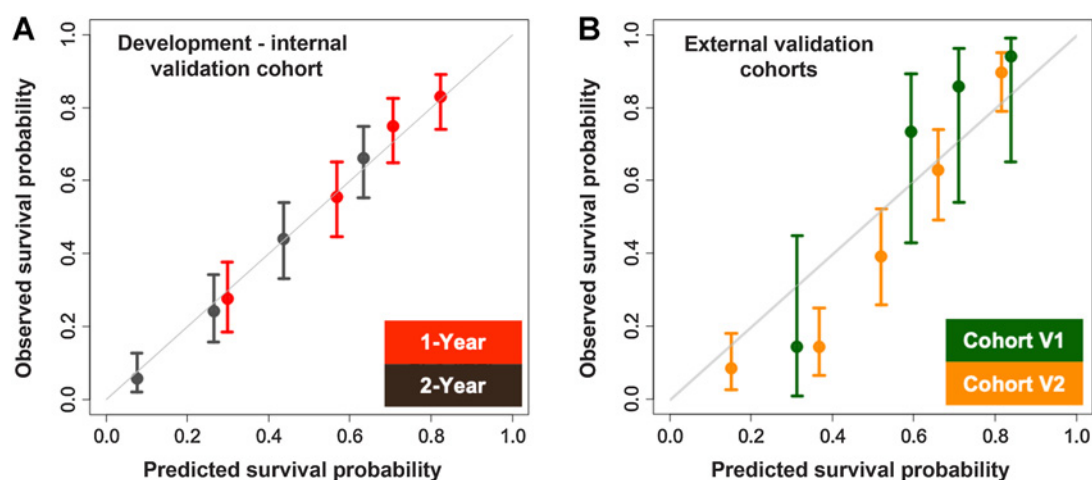 A
Development - internal
validation cohort
Observed survival probability
1.0
0.8
0.6
0.4
0.2
0.0
1-Year
2-Year
0.0 0.2 0.4 0.6 0.8 1.0
Predicted survival probability
B
External validation
cohorts
Observed survival probability
1.0
0.8
0.6
0.4
0.2
0.0
Cohort V1
Cohort V2
0.0 0.2 0.4 0.6 0.8 1.0
Predicted survival probability